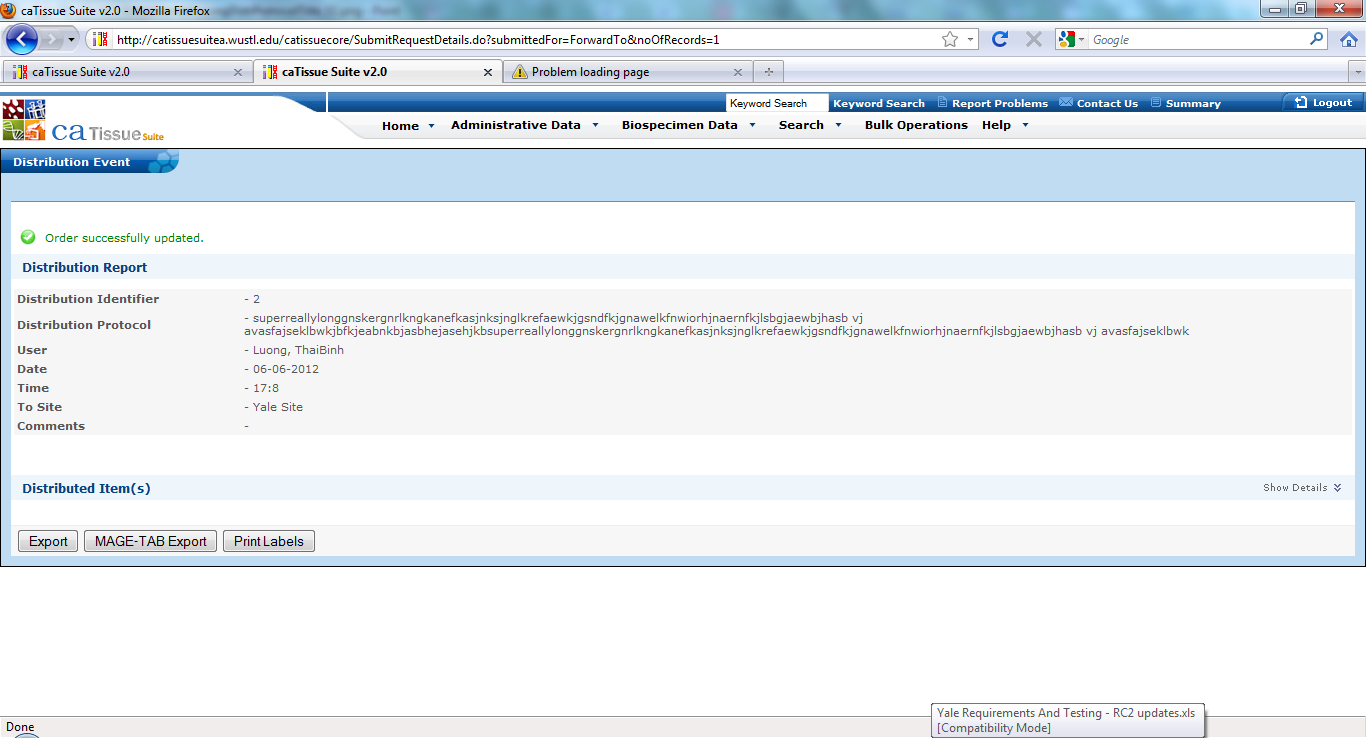 caTissue Suite v2.0 - Mozilla Firefox
http://catissuesuitea.wustl.edu/catissuecore/SubmitRequestDetails.do?submittedFor=ForwardTo&noOfRecords=1
Google
caTissue Suite v2.0
caTissue Suite v2.0
Problem loading page
Keyword Search
Keyword Search
Report Problems
Contact Us
Summary
Logout
ca Tissue Suite
Home
Administrative Data
Biospecimen Data
Search
Bulk Operations
Help
Distribution Event
Order successfully updated.
Distribution Report
Distribution Identifier - 2
Distribution Protocol - superreallylonggnskergnrlkngkanefkasjnksjnglkrefaewkjgsndfkjgnawelkfnwiorhjnaernfkjlsbgjaewbjhasb vj
avasfajseklbwkjbfkjeabnkbjasbhejasehjkbsuperreallylonggnskergnrlkngkanefkasjnksjnglkrefaewkjgsndfkjgnawelkfnwiorhjnaernfkjlsbgjaewbjhasb vj avasfajseklbwk
User - Luong, ThaiBinh
Date - 06-06-2012
Time - 17:8
To Site - Yale Site
Comments -
Distributed Item(s)
Show Details
Export
MAGE-TAB Export
Print Labels
Done
Yale Requirements And Testing - RC2 updates.xls
[Compatibility Mode]